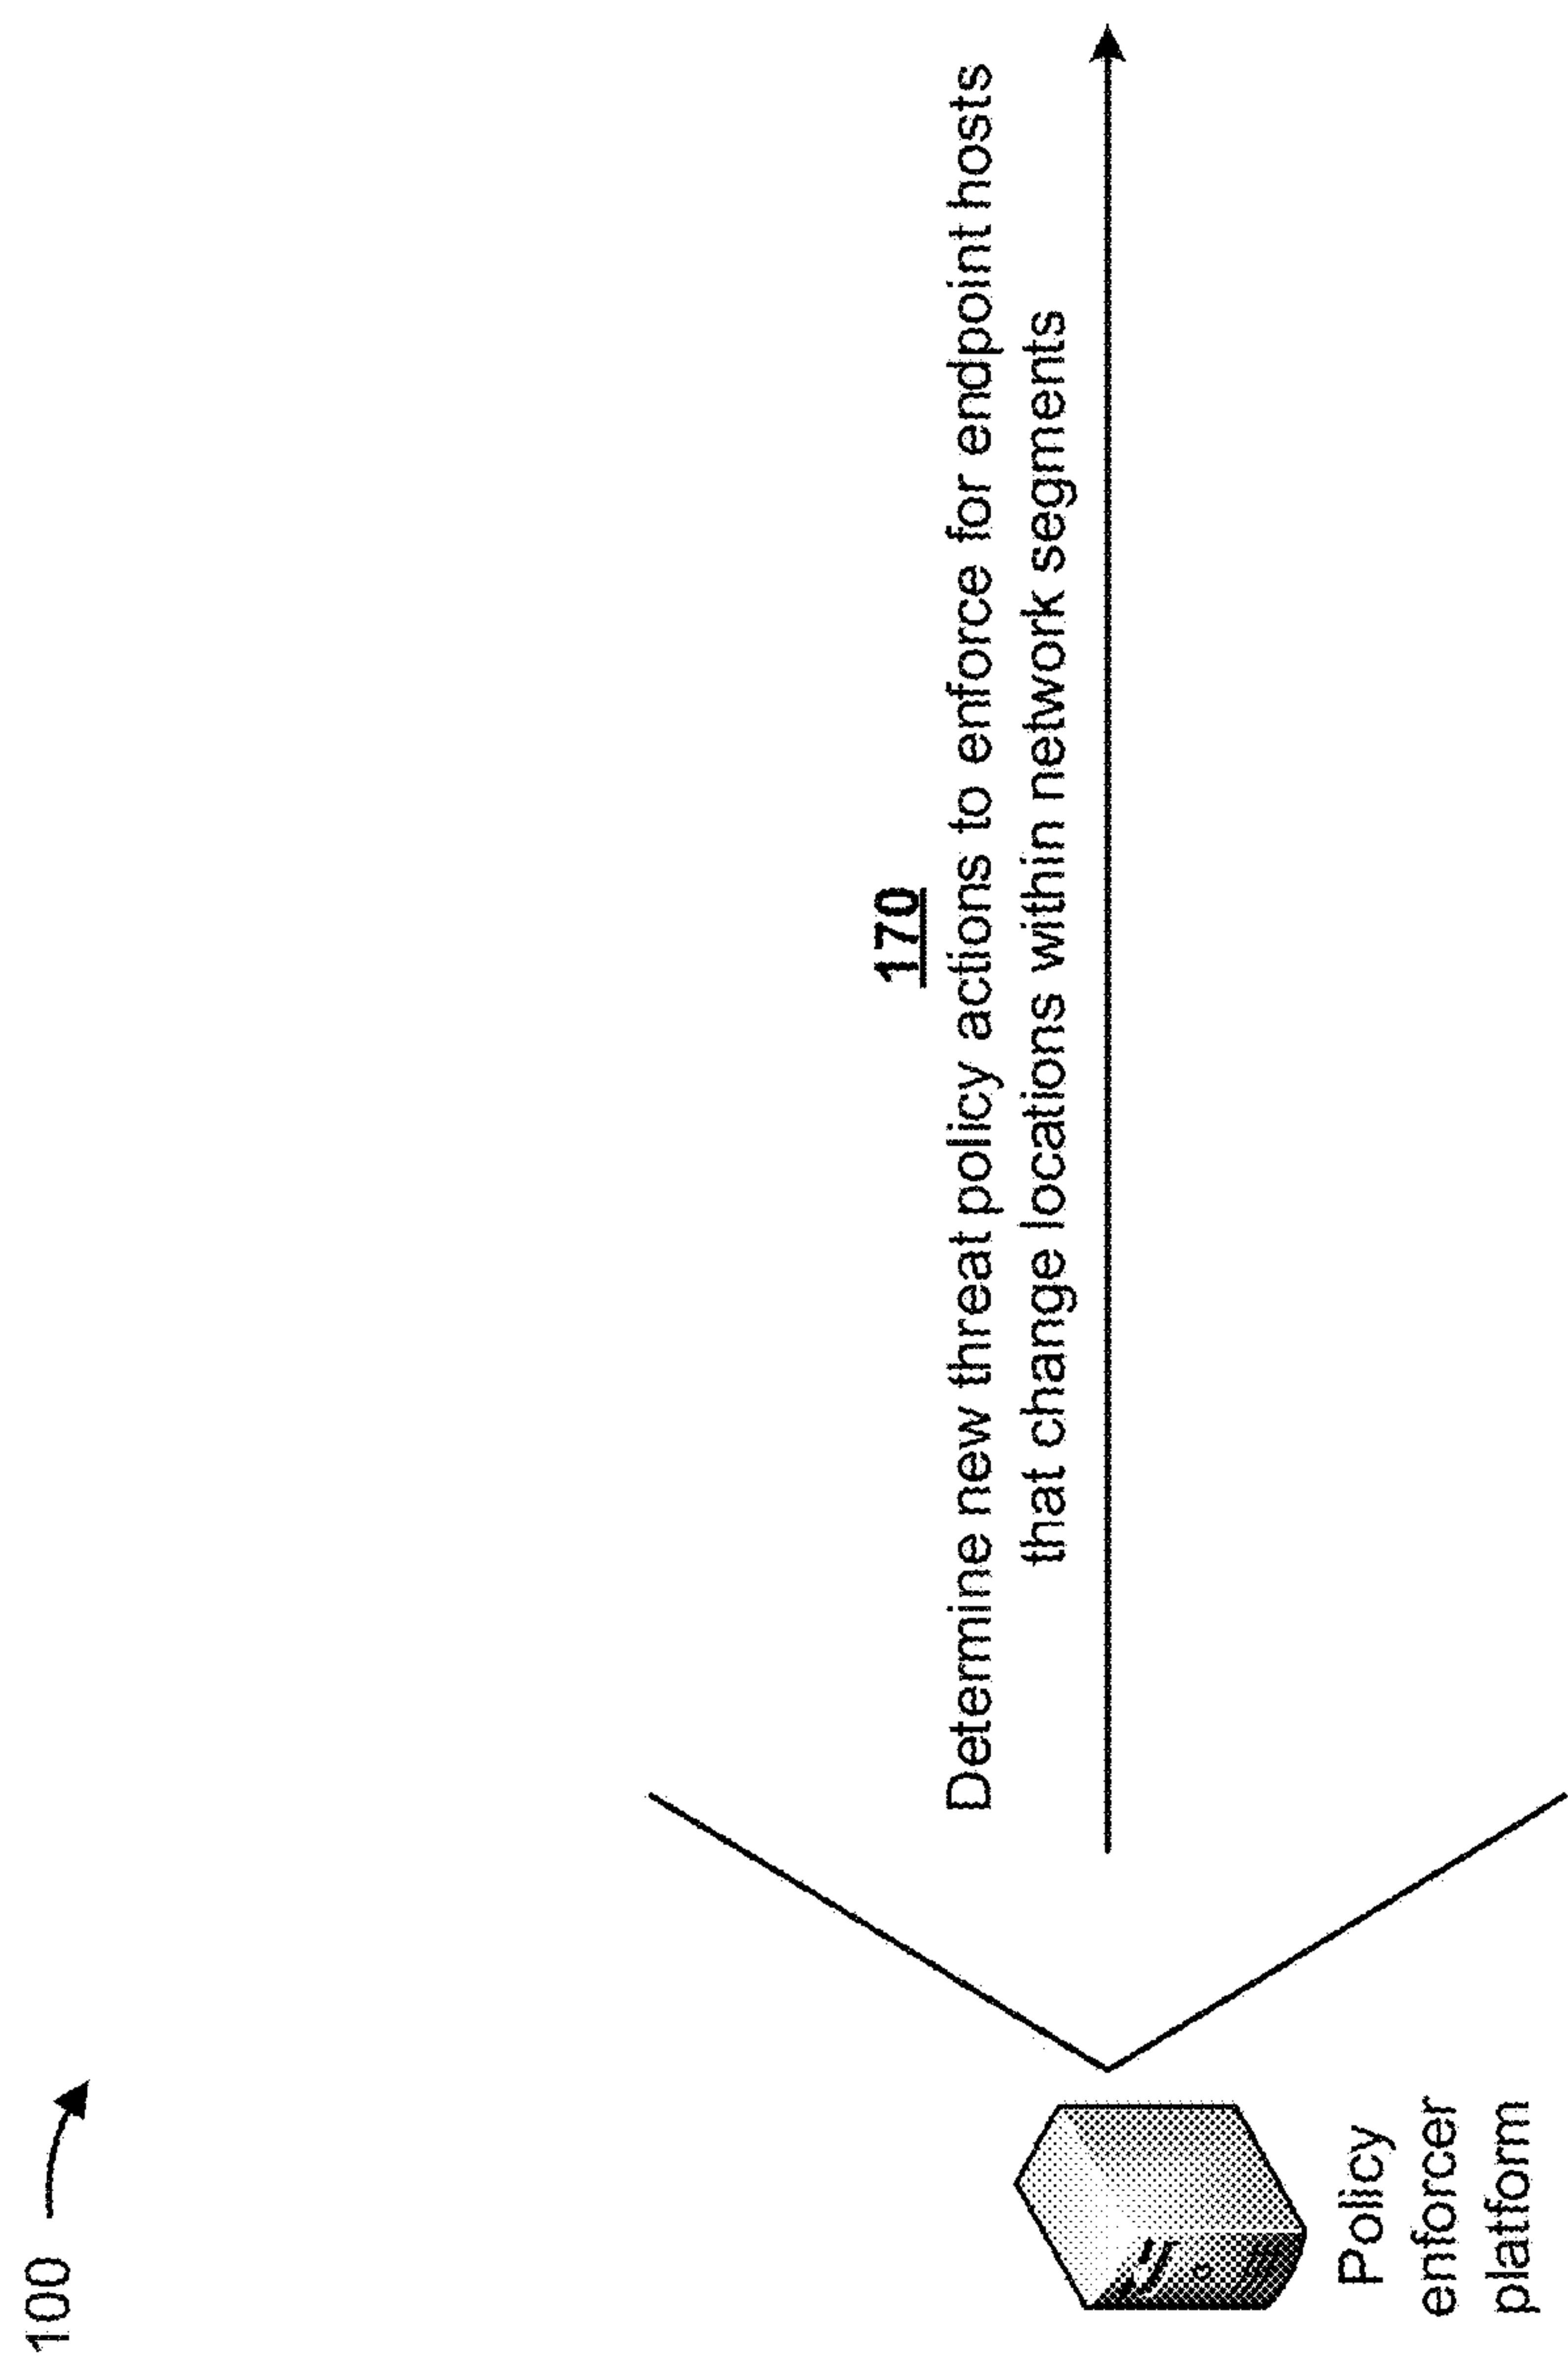 100
170
Determine new threat policy actions to enforce for endpoint hosts
that change locations within network segments
Policy
enforcer
platform